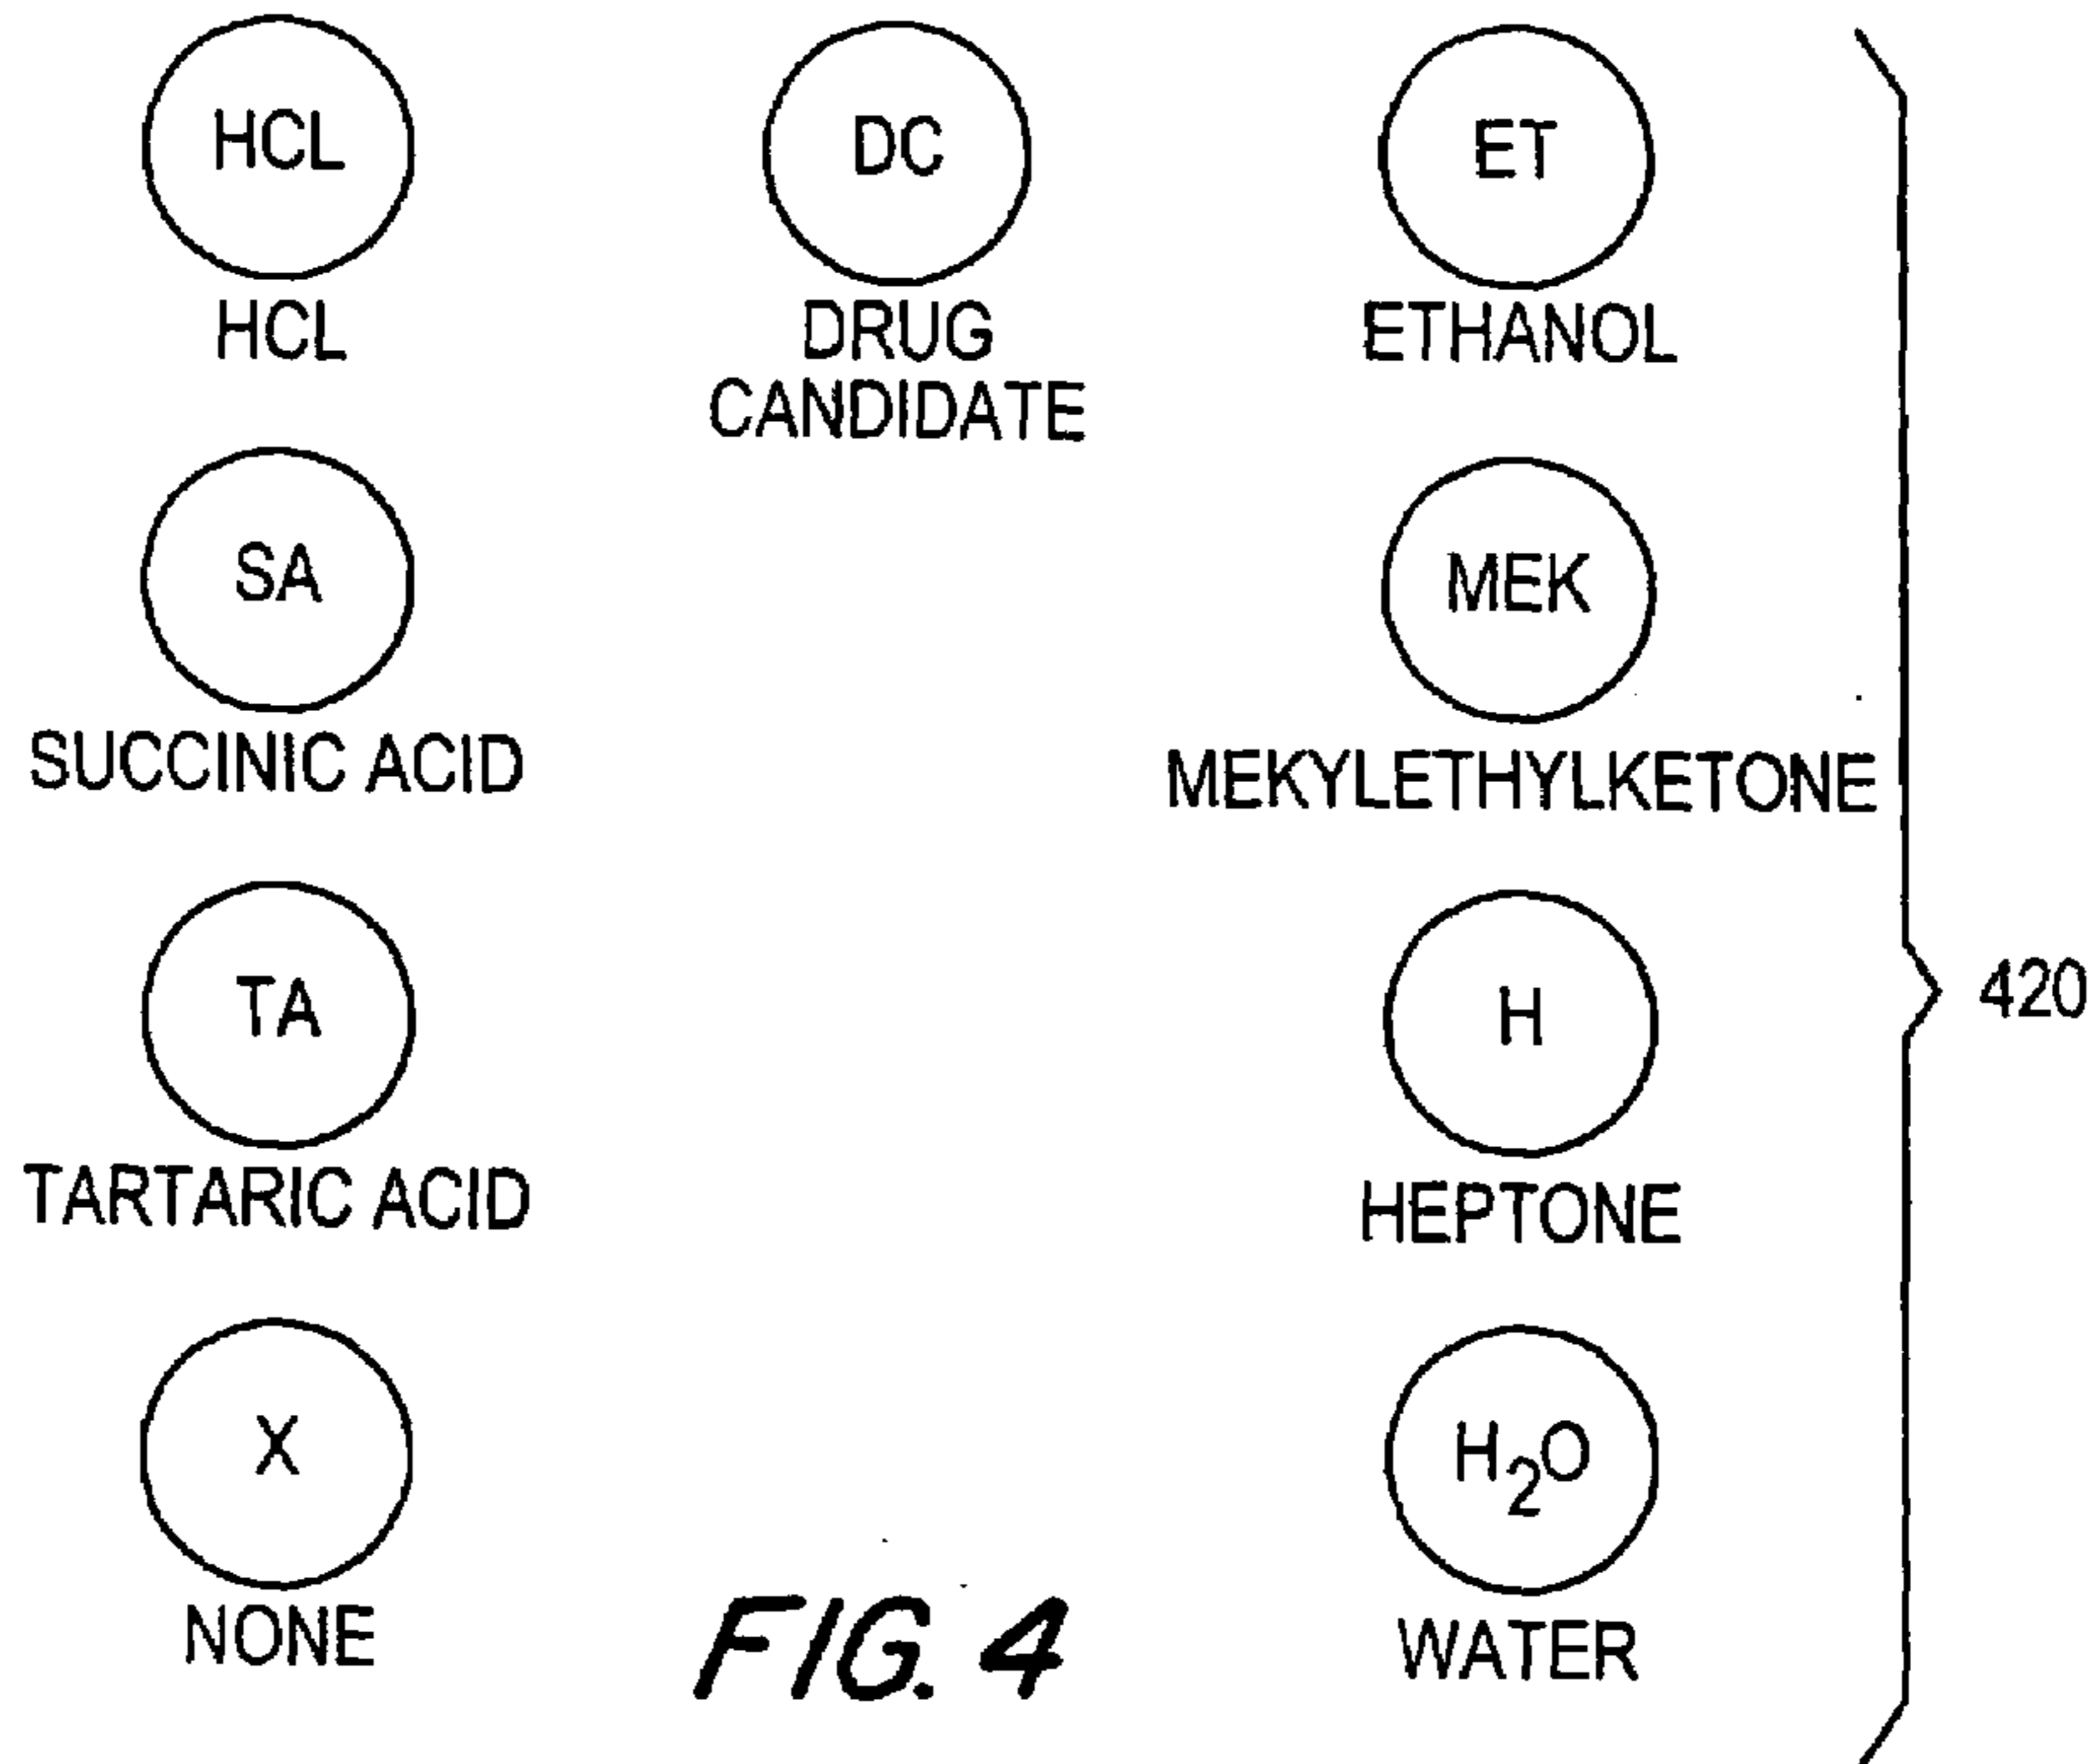 HCL
HCL
DC
DRUG
CANDIDATE
ET
ETHANOL
SA
SUCCINIC ACID
MEK
MEKYLETHYLKETONE
TA
TARTARIC ACID
H
HEPTONE
420
X
NONE
H₂O
WATER
FIG. 4